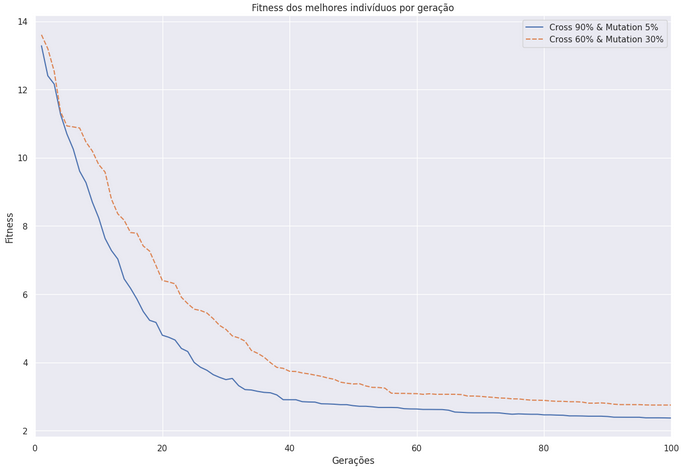 Fitness dos melhores indivíduos por geração
Cross 90% & Mutation 5%
Cross 60% & Mutation 30%
Fitness
14
12
10
8
6
4
2
0
20
40
60
80
100
Gerações